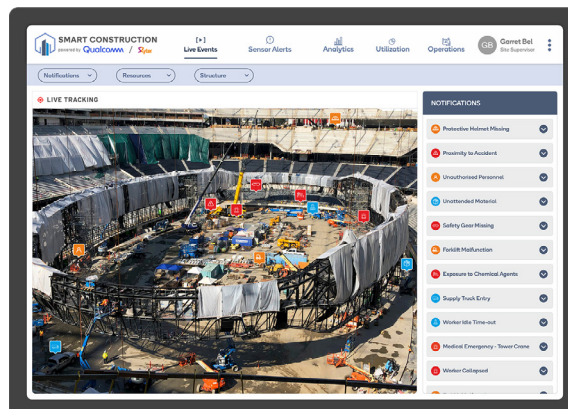 SMART CONSTRUCTION
powered by Qualcomm /
Live Events
Sensor Alerts
Analytics
Utilization
Operations
GB
Garret Bel
Site Supervisor
Notifications
Resources
Structure
LIVE TRACKING
NOTIFICATIONS
Protective Helmet Missing
Proximity to Accident
Unauthorised Personnel
Unattended Material
Safety Gear Missing
Forklift Malfunction
Exposure to Chemical Agents
Supply Truck Entry
Worker Idle Time-out
Medical Emergency - Tower Crane
Worker Collapsed